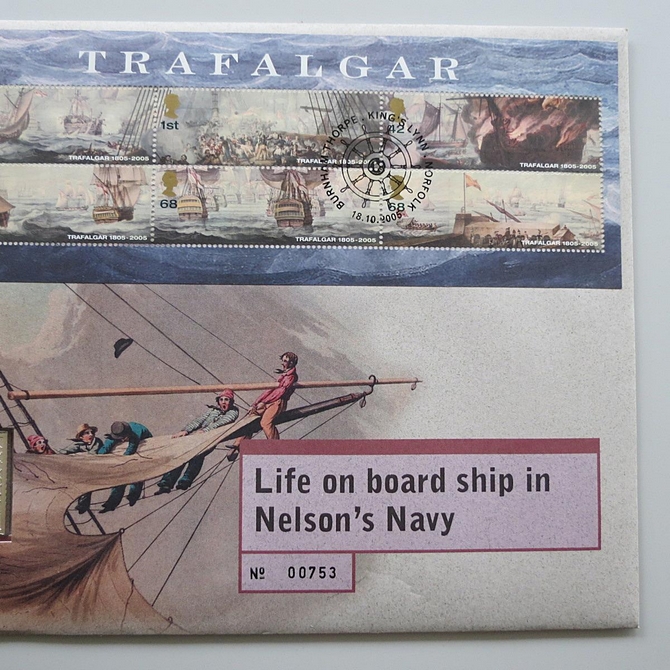 TRAFALGAR
1st
TRAFALGAR 1805-2005
TRAFALGAR 1805-2005
42
TRAFALGAR 1805-2005
TRAFALGAR 1805-2005
68
TRAFALGAR 1805-2005
68
TRAFALGAR 1805-2005
BURNHAM THORPE · KING'S LYNN · NORFOLK
18.10.2005
Life on board ship in
Nelson's Navy
Nº 00753